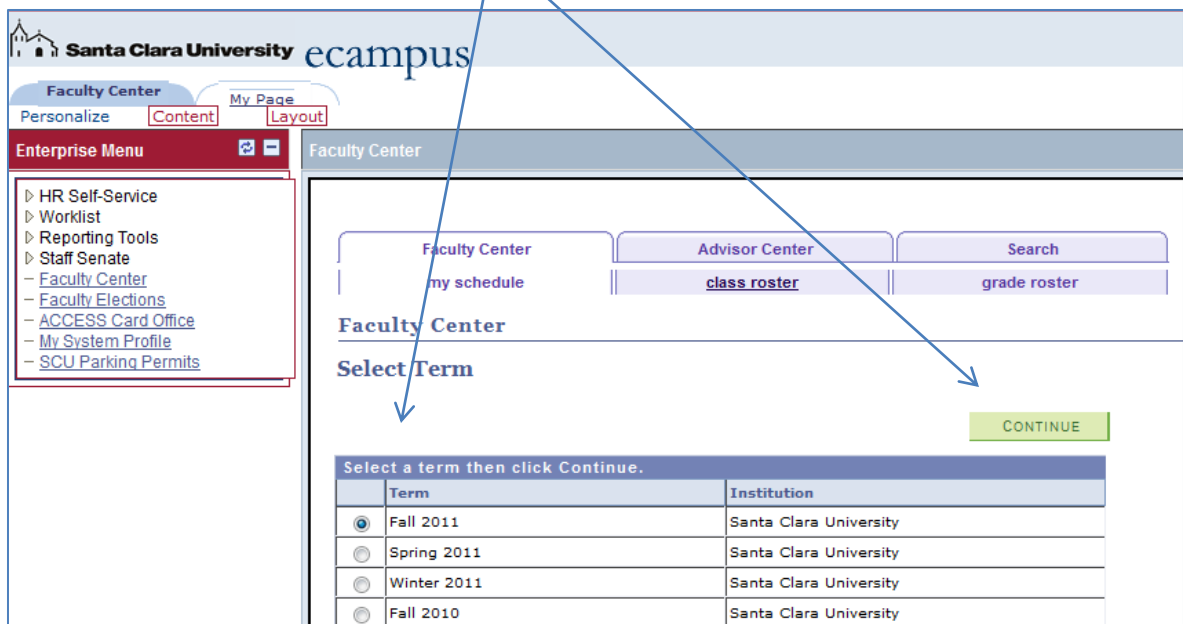 Santa Clara University ecampus
Faculty Center My Page
Personalize Content Layout
Enterprise Menu
Faculty Center
HR Self-Service
Worklist
Reporting Tools
Staff Senate
– Faculty Center
– Faculty Elections
– ACCESS Card Office
– My System Profile
– SCU Parking Permits
Faculty Center Advisor Center Search
my schedule class roster grade roster
Faculty Center
Select Term
CONTINUE
Select a term then click Continue.
Term Institution
Fall 2011 Santa Clara University
Spring 2011 Santa Clara University
Winter 2011 Santa Clara University
Fall 2010 Santa Clara University